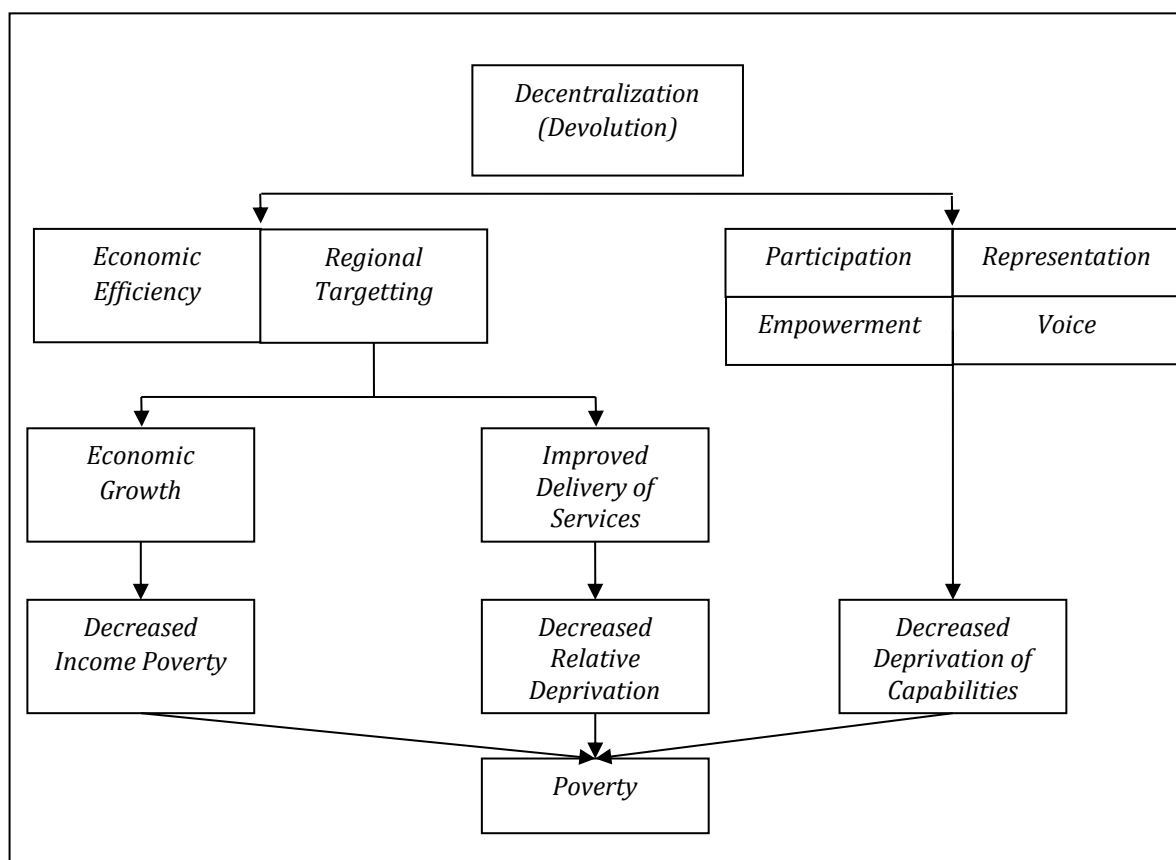 Decentralization
(Devolution)
Economic
Efficiency
Regional
Targetting
Participation
Representation
Empowerment
Voice
Economic
Growth
Improved
Delivery of
Services
Decreased
Income Poverty
Decreased
Relative
Deprivation
Decreased
Deprivation of
Capabilities
Poverty